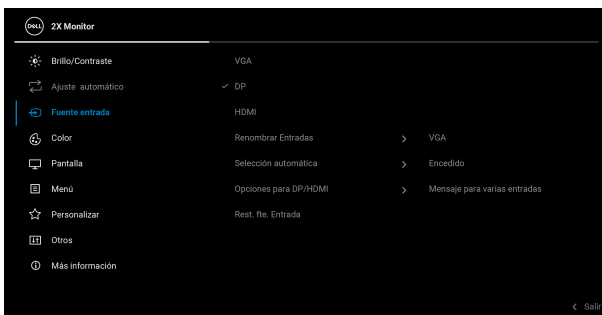 DELL 2X Monitor
Brillo/Contraste VGA
Ajuste automático DP
Fuente entrada HDMI
Color Renombrar Entradas VGA
Pantalla Selección automática Encedido
Menú Opciones para DP/HDMI Mensaje para varias entradas
Personalizar Rest. fte. Entrada
Otros
Más información
Salir